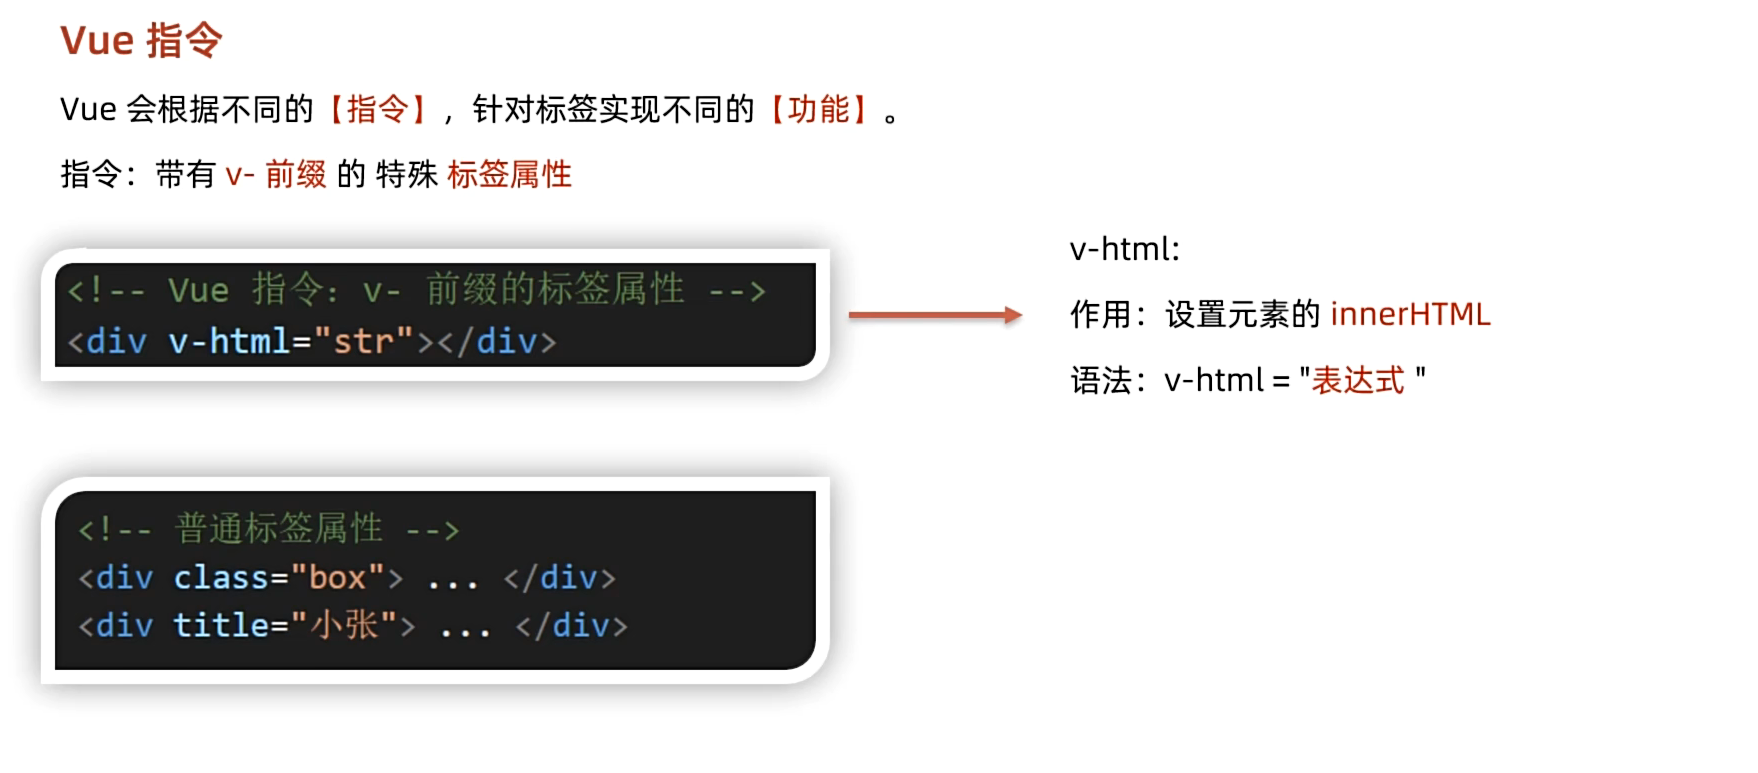 Vue 指令
Vue 会根据不同的【指令】，针对标签实现不同的【功能】。
指令：带有 v- 前缀 的 特殊 标签属性
<!-- Vue 指令：v- 前缀的标签属性 -->
<div v-html="str"></div>
v-html:
作用：设置元素的 innerHTML
语法：v-html = "表达式 "
<!-- 普通标签属性 -->
<div class="box"> ... </div>
<div title="小张"> ... </div>